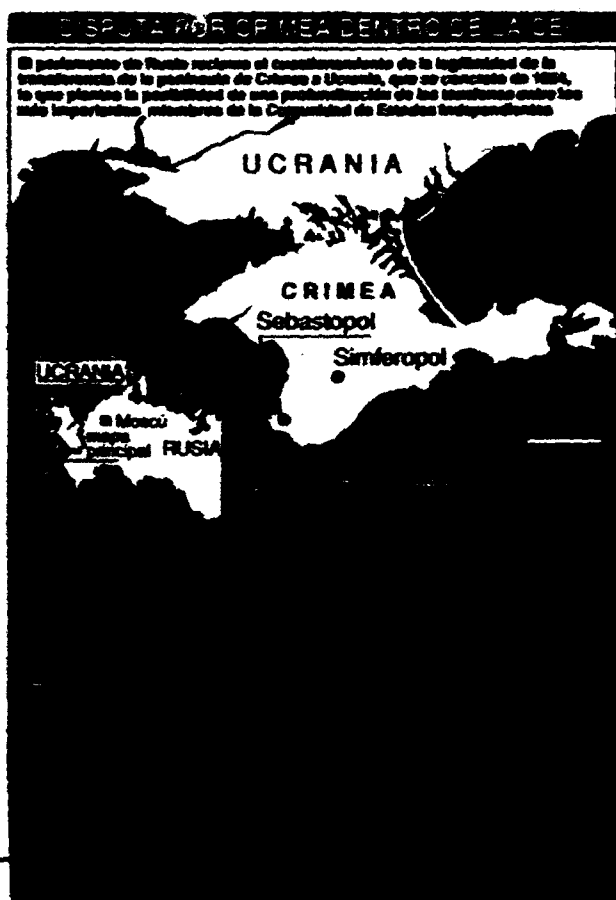 DISPUTA POR CRIMEA DENTRO DE LA CEI
El parlamento de Rusia reclama el cuestionamiento de la legitimidad de la
transferencia de la península de Crimea a Ucrania, que se concretó de 1954,
lo que plantea la posibilidad de una profundización de las tensiones entre los
más importantes miembros de la Comunidad de Estados Independientes
UCRANIA
CRIMEA
Sebastopol
Simferopol
UCRANIA
Moscú
mapa
principal
RUSIA